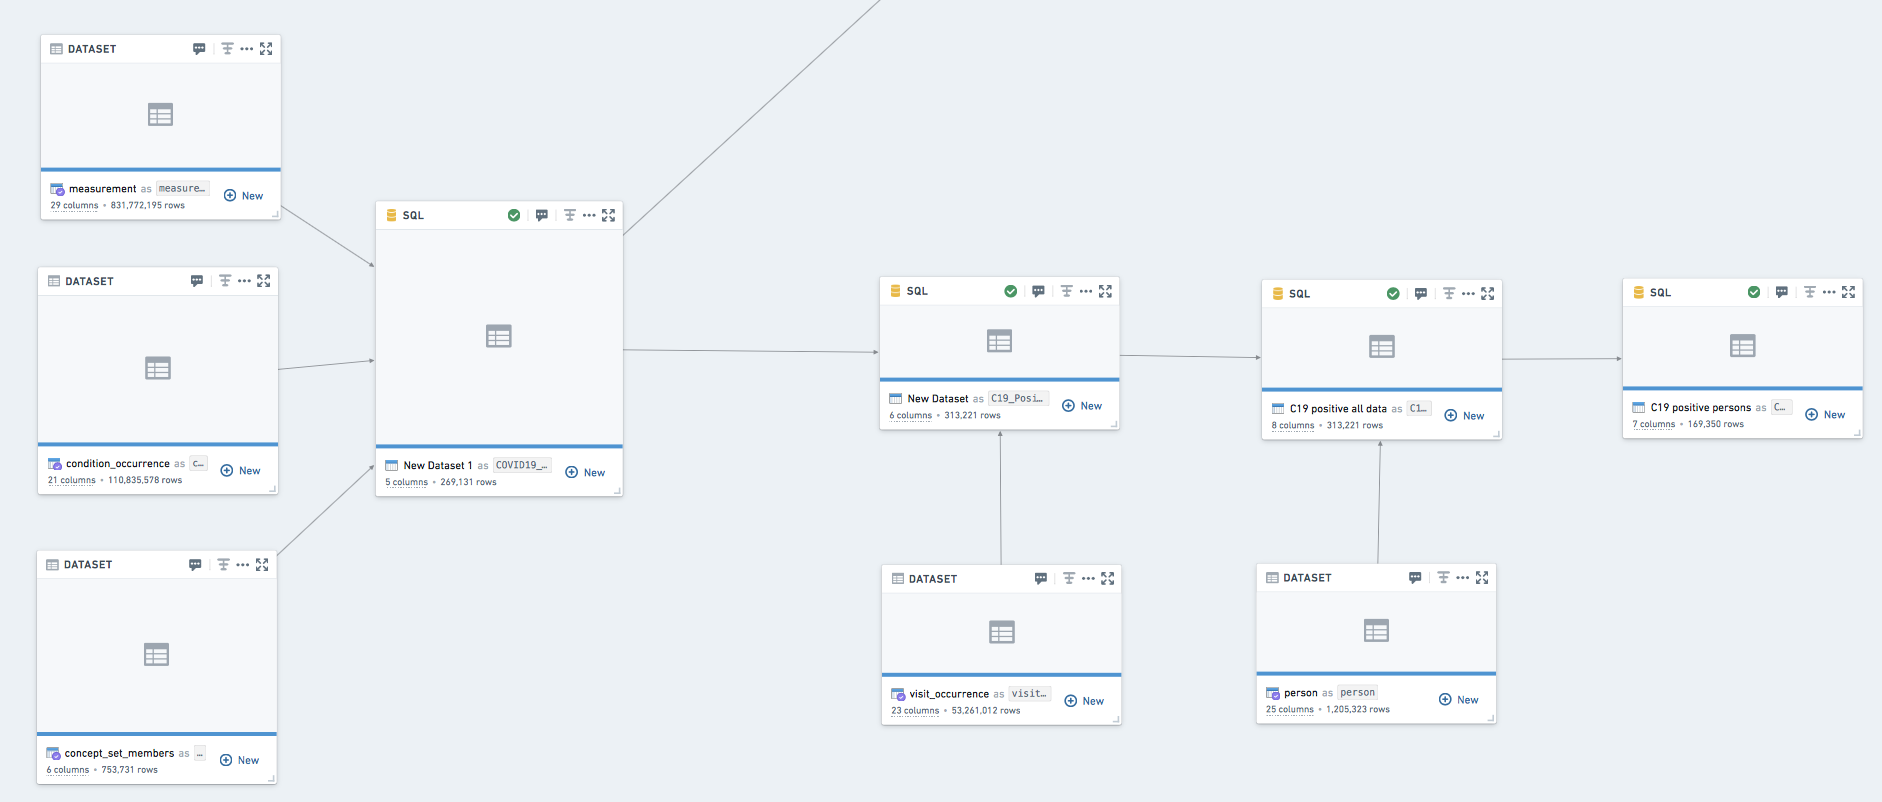 DATASET
measurement as measure...
New
29 columns • 831,772,195 rows
DATASET
condition_occurrence as c...
New
21 columns • 110,835,578 rows
DATASET
concept_set_members as ...
New
6 columns • 753,731 rows
SQL
New Dataset 1 as COVID19_...
New
5 columns • 269,131 rows
SQL
New Dataset as C19_Posi...
New
6 columns • 313,221 rows
DATASET
visit_occurrence as visit...
New
23 columns • 53,261,012 rows
SQL
C19 positive all data as C1...
New
8 columns • 313,221 rows
DATASET
person as person
New
25 columns • 1,205,323 rows
SQL
C19 positive persons as C...
New
7 columns • 169,350 rows